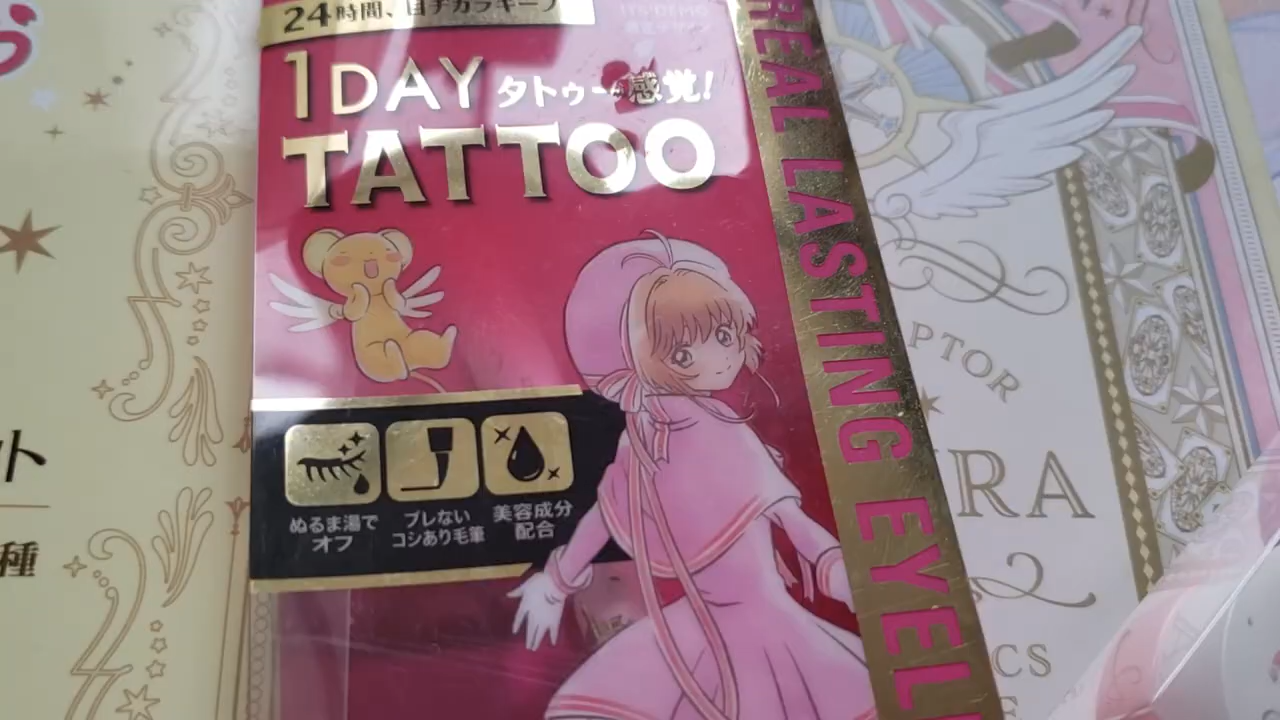 24時間、目ヂカラキープ
1DAY タトゥー感覚!
TATTOO
ぬるま湯で
オフ
ブレない
コシあり毛筆
美容成分
配合
REAL LASTING EYEL
PTOR
RA
CS
ット
種